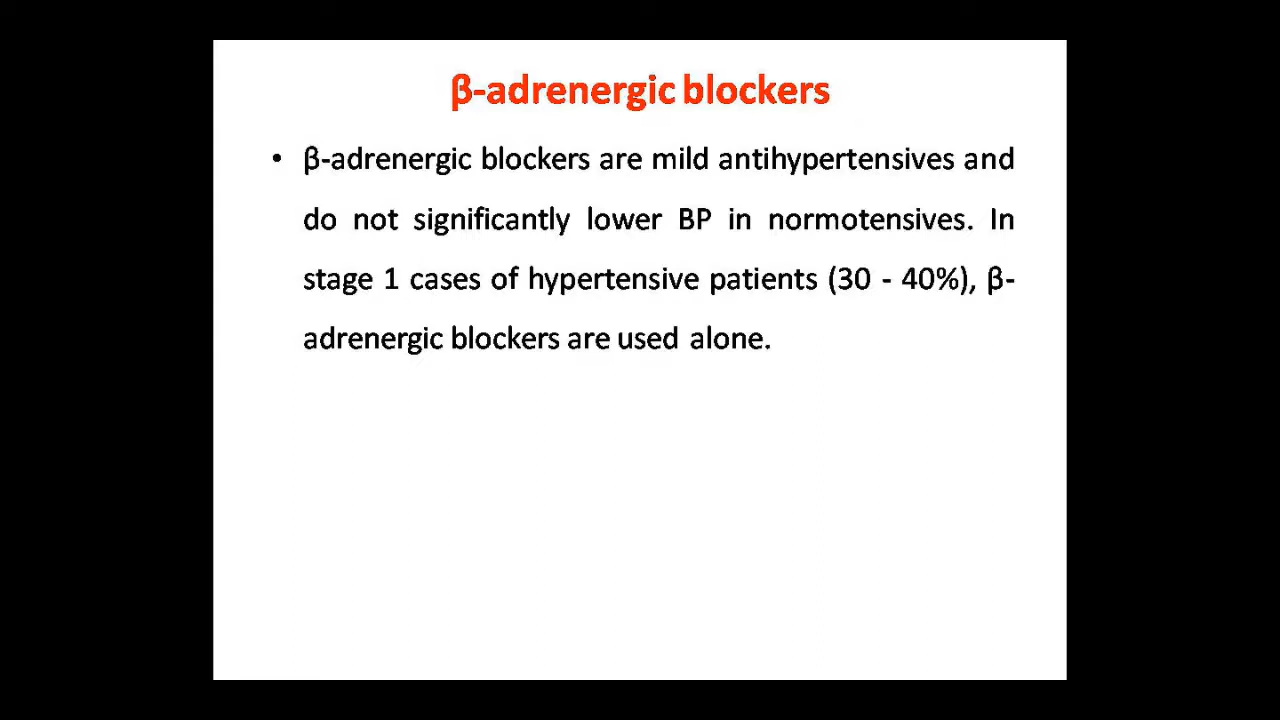 β-adrenergic blockers
• β-adrenergic blockers are mild antihypertensives and
do not significantly lower BP in normotensives. In
stage 1 cases of hypertensive patients (30 - 40%), β-
adrenergic blockers are used alone.